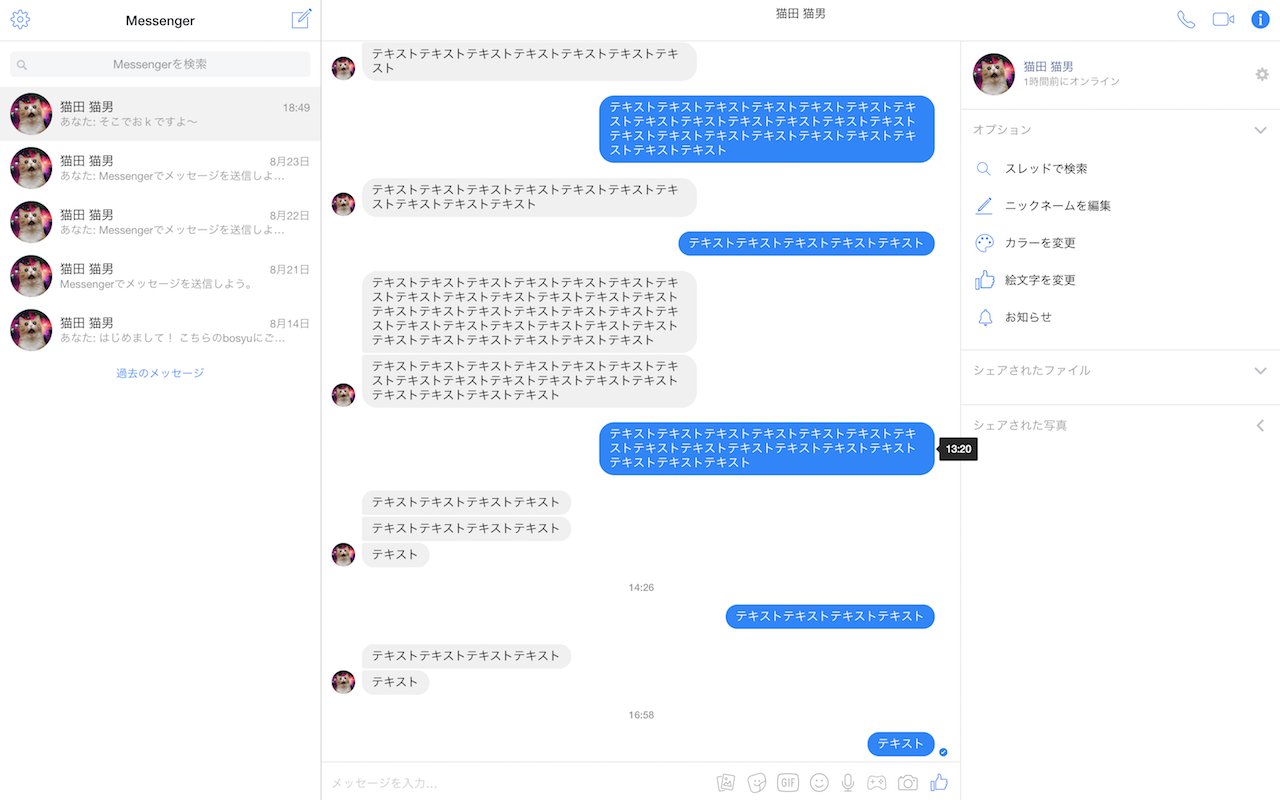 Messenger
Messengerを検索
猫田 猫男
18:49
あなた: そこでおｋですよ〜
猫田 猫男
8月23日
あなた: Messengerでメッセージを送信しよ...
猫田 猫男
8月22日
あなた: Messengerでメッセージを送信しよ...
猫田 猫男
8月21日
Messengerでメッセージを送信しよう。
猫田 猫男
8月14日
あなた: はじめまして！ こちらのbosyuにご...
過去のメッセージ
猫田 猫男
テキストテキストテキストテキストテキストテキストテキ
スト
テキストテキストテキストテキストテキストテキストテキ
ストテキストテキストテキストテキストテキストテキスト
テキストテキストテキストテキストテキストテキストテキ
ストテキストテキスト
テキストテキストテキストテキストテキストテキストテキ
ストテキストテキストテキスト
テキストテキストテキストテキストテキスト
テキストテキストテキストテキストテキストテキストテキ
ストテキストテキストテキストテキストテキストテキスト
テキストテキストテキストテキストテキストテキストテキ
ストテキストテキストテキストテキストテキストテキスト
テキストテキストテキストテキストテキストテキスト
テキストテキストテキストテキストテキストテキストテキ
ストテキストテキストテキストテキストテキストテキスト
テキストテキストテキストテキスト
テキストテキストテキストテキストテキストテキストテキ
ストテキストテキストテキストテキストテキストテキスト
テキストテキストテキスト
13:20
テキストテキストテキストテキスト
テキストテキストテキストテキスト
テキスト
14:26
テキストテキストテキストテキスト
テキストテキストテキストテキスト
テキスト
16:58
テキスト
メッセージを入力...
GIF
猫田 猫男
1時間前にオンライン
オプション
スレッドで検索
ニックネームを編集
カラーを変更
絵文字を変更
お知らせ
シェアされたファイル
シェアされた写真